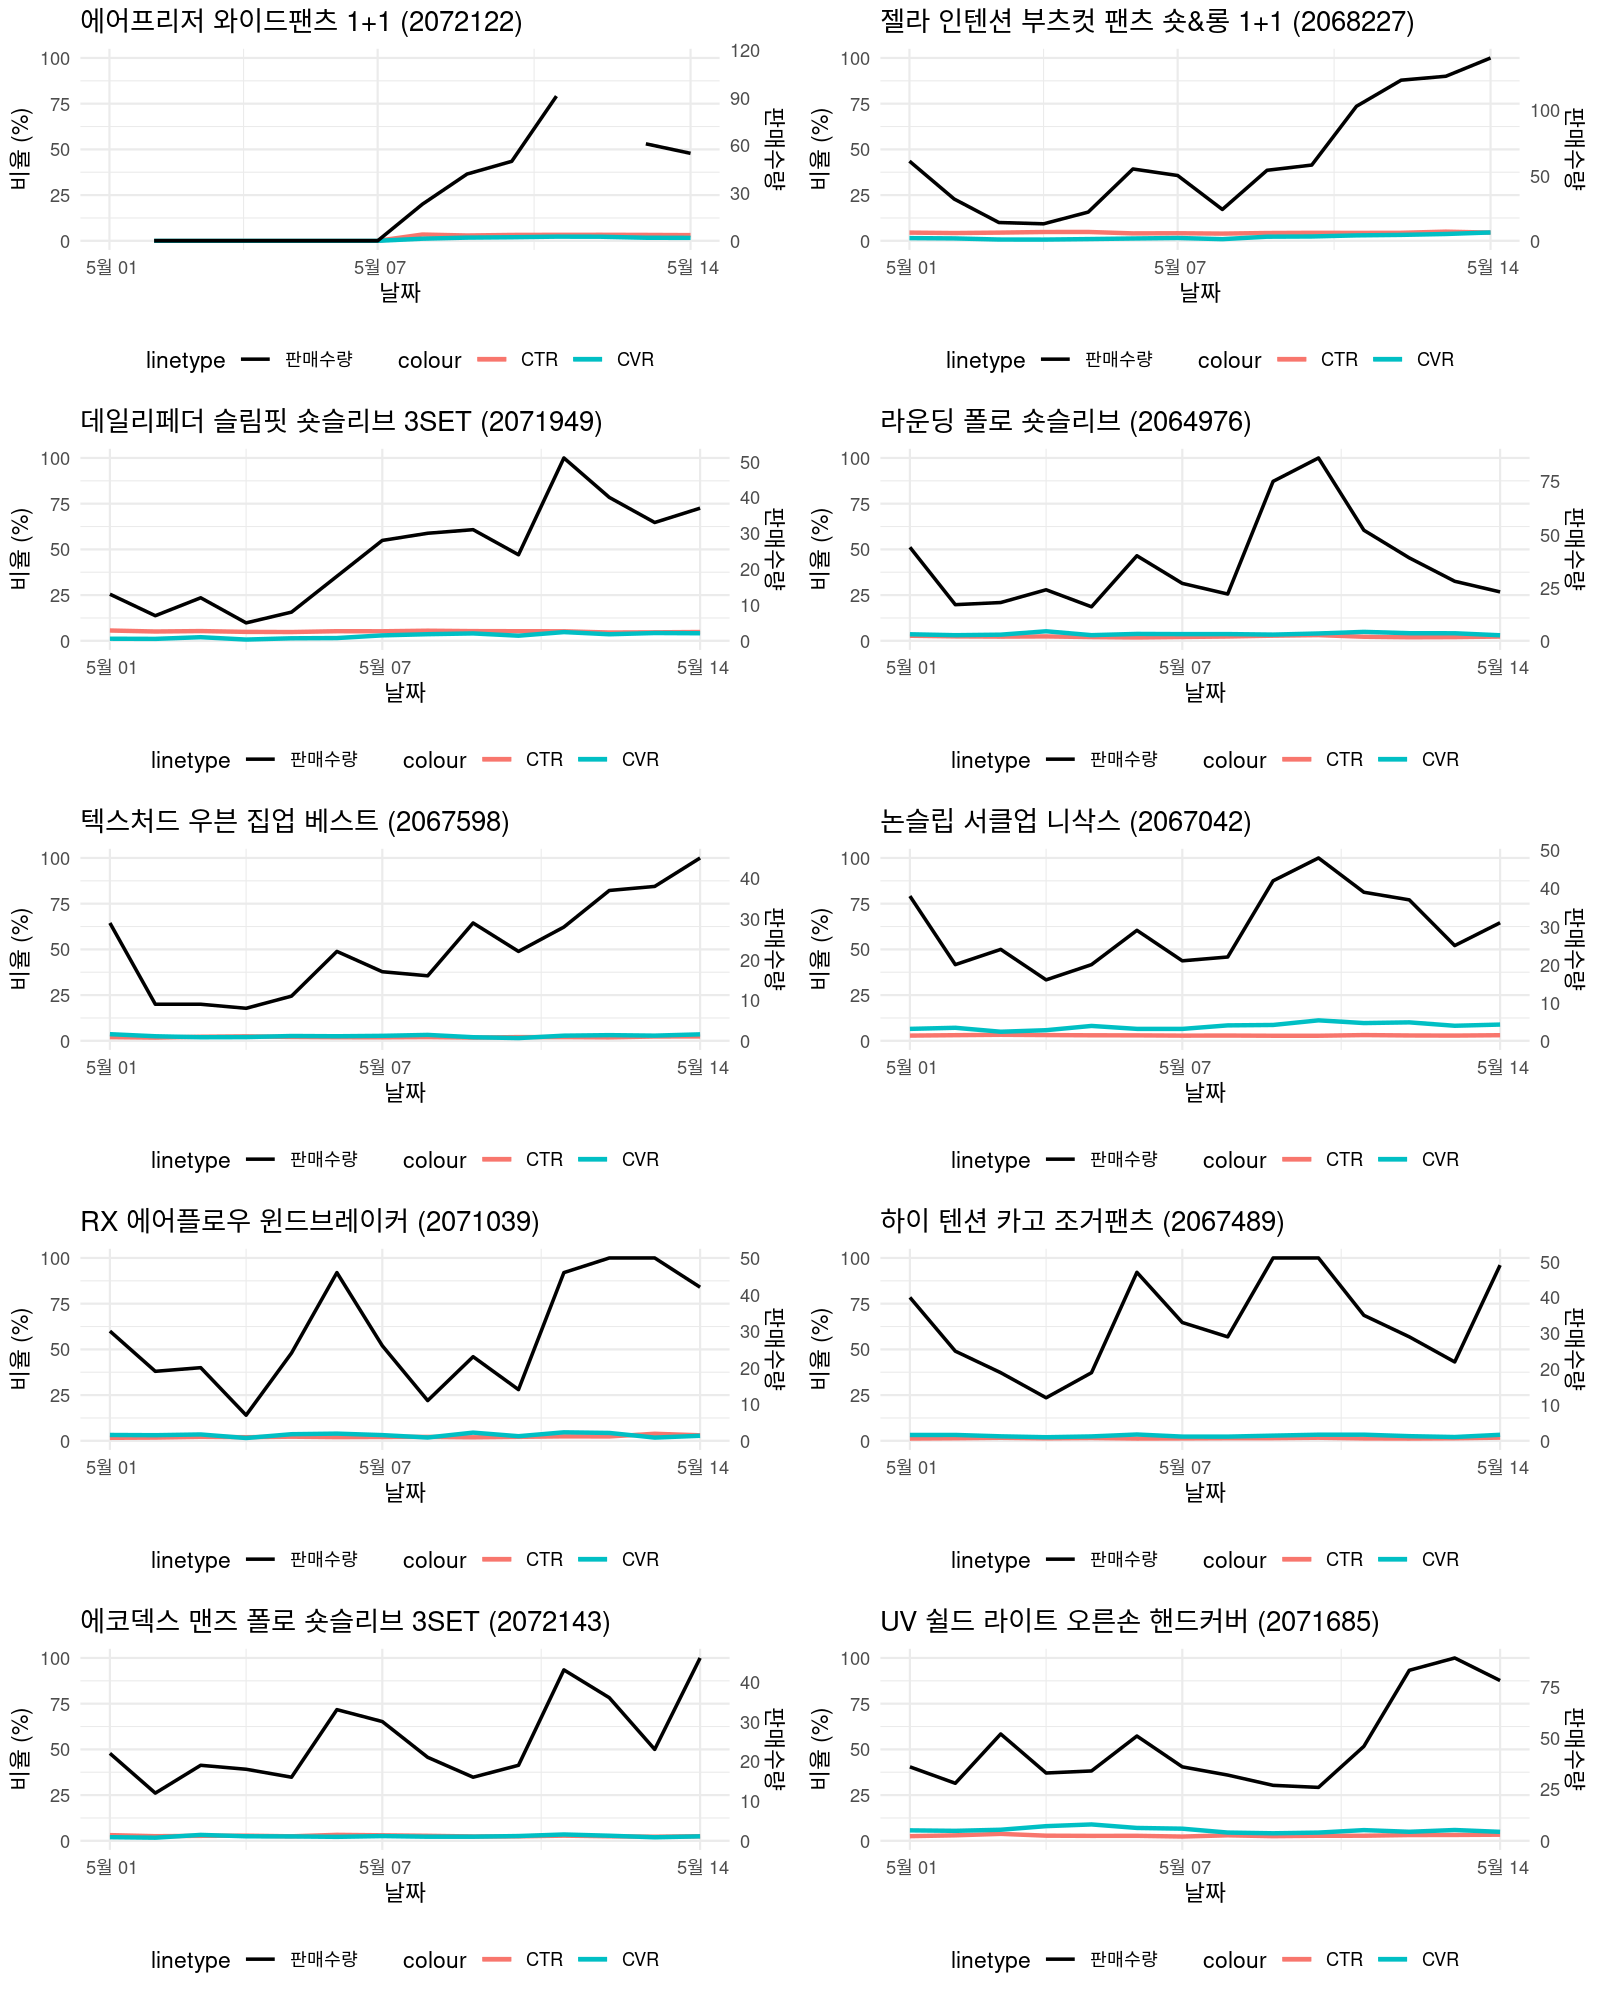 에어프리저 와이드팬츠 1+1 (2072122)
비율 (%)
100
75
50
25
0
120
90
60
30
0
판매수량
5월 01
5월 07
5월 14
날짜
linetype 판매수량 colour CTR CVR
젤라 인텐션 부츠컷 팬츠 숏&롱 1+1 (2068227)
비율 (%)
100
75
50
25
0
100
50
0
판매수량
5월 01
5월 07
5월 14
날짜
linetype 판매수량 colour CTR CVR
데일리페더 슬림핏 숏슬리브 3SET (2071949)
비율 (%)
100
75
50
25
0
50
40
30
20
10
0
판매수량
5월 01
5월 07
5월 14
날짜
linetype 판매수량 colour CTR CVR
라운딩 폴로 숏슬리브 (2064976)
비율 (%)
100
75
50
25
0
75
50
25
0
판매수량
5월 01
5월 07
5월 14
날짜
linetype 판매수량 colour CTR CVR
텍스처드 우븐 집업 베스트 (2067598)
비율 (%)
100
75
50
25
0
40
30
20
10
0
판매수량
5월 01
5월 07
5월 14
날짜
linetype 판매수량 colour CTR CVR
논슬립 서클업 니삭스 (2067042)
비율 (%)
100
75
50
25
0
50
40
30
20
10
0
판매수량
5월 01
5월 07
5월 14
날짜
linetype 판매수량 colour CTR CVR
RX 에어플로우 윈드브레이커 (2071039)
비율 (%)
100
75
50
25
0
50
40
30
20
10
0
판매수량
5월 01
5월 07
5월 14
날짜
linetype 판매수량 colour CTR CVR
하이 텐션 카고 조거팬츠 (2067489)
비율 (%)
100
75
50
25
0
50
40
30
20
10
0
판매수량
5월 01
5월 07
5월 14
날짜
linetype 판매수량 colour CTR CVR
에코덱스 맨즈 폴로 숏슬리브 3SET (2072143)
비율 (%)
100
75
50
25
0
40
30
20
10
0
판매수량
5월 01
5월 07
5월 14
날짜
linetype 판매수량 colour CTR CVR
UV 쉴드 라이트 오른손 핸드커버 (2071685)
비율 (%)
100
75
50
25
0
75
50
25
0
판매수량
5월 01
5월 07
5월 14
날짜
linetype 판매수량 colour CTR CVR